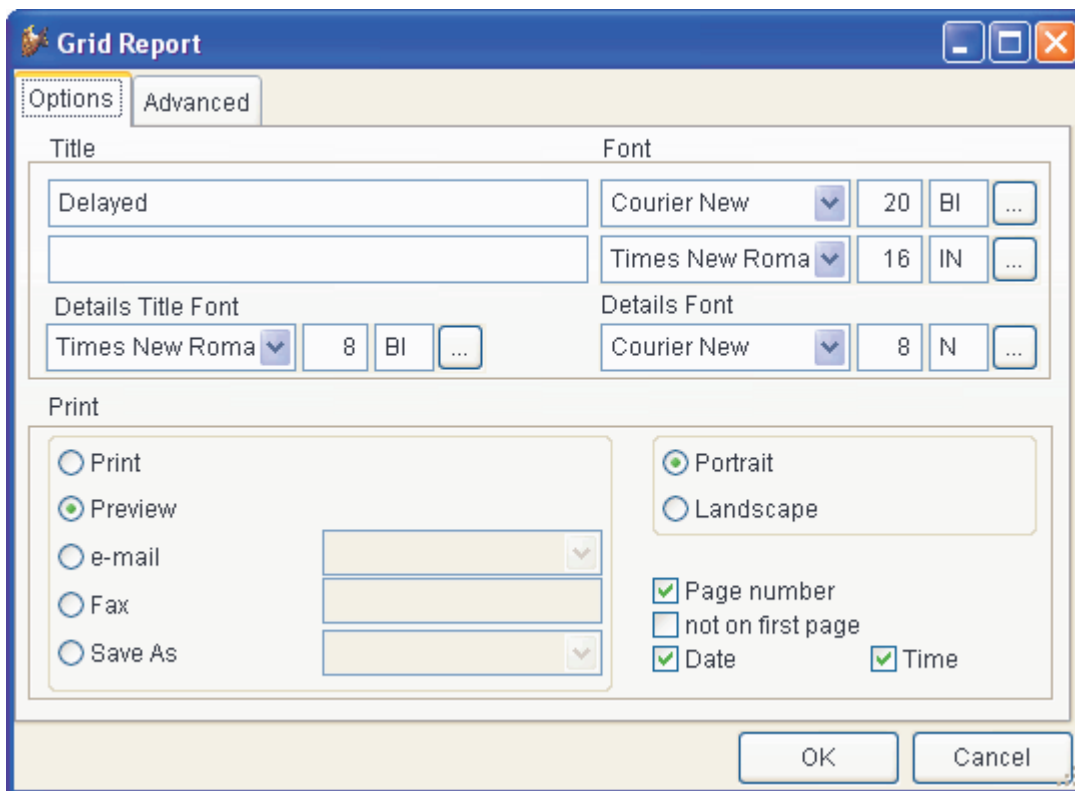 Grid Report
Options Advanced
Title Font
Delayed Courier New 20 BI ...
Times New Roma 16 IN ...
Details Title Font Details Font
Times New Roma 8 BI ... Courier New 8 N ...
Print
Print Portrait
Preview Landscape
e-mail
Fax Page number
not on first page
Save As Date Time
OK Cancel